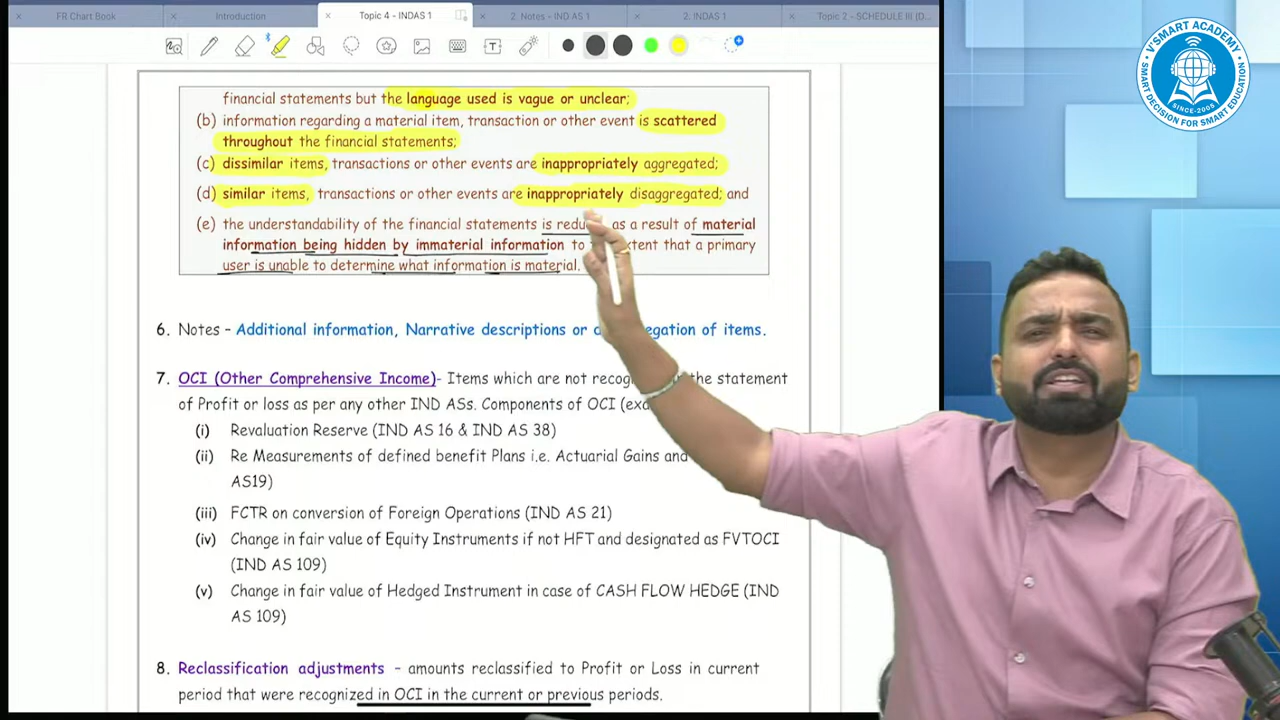 FR Chart Book
Introduction
Topic 4 - INDAS 1
2. Notes - IND AS 1
2. INDAS 1
Topic 2 - SCHEDULE III (D...
financial statements but the language used is vague or unclear;
(b) information regarding a material item, transaction or other event is scattered
throughout the financial statements;
(c) dissimilar items, transactions or other events are inappropriately aggregated;
(d) similar items, transactions or other events are inappropriately disaggregated; and
(e) the understandability of the financial statements is as a result of material
information being hidden by immaterial information to extent that a primary
user is unable to determine what information is material.
6. Notes - Additional information, Narrative descriptions or of items.
7. OCI (Other Comprehensive Income)- Items which are not the statement
of Profit or loss as per any other IND ASs. Components of OCI
(i) Revaluation Reserve (IND AS 16 & IND AS 38)
(ii) Re Measurements of defined benefit Plans i.e. Actuarial Gains and
AS19)
(iii) FCTR on conversion of Foreign Operations (IND AS 21)
(iv) Change in fair value of Equity Instruments if not HFT and designated as FVTOCI
(IND AS 109)
(v) Change in fair value of Hedged Instrument in case of CASH FLOW HEDGE (IND
AS 109)
8. Reclassification adjustments - amounts reclassified to Profit or Loss in current
period that were recognized in OCI in the current or previous periods.
V'SMART ACADEMY
SMART DECISION FOR SMART EDUCATION
SINCE-2005